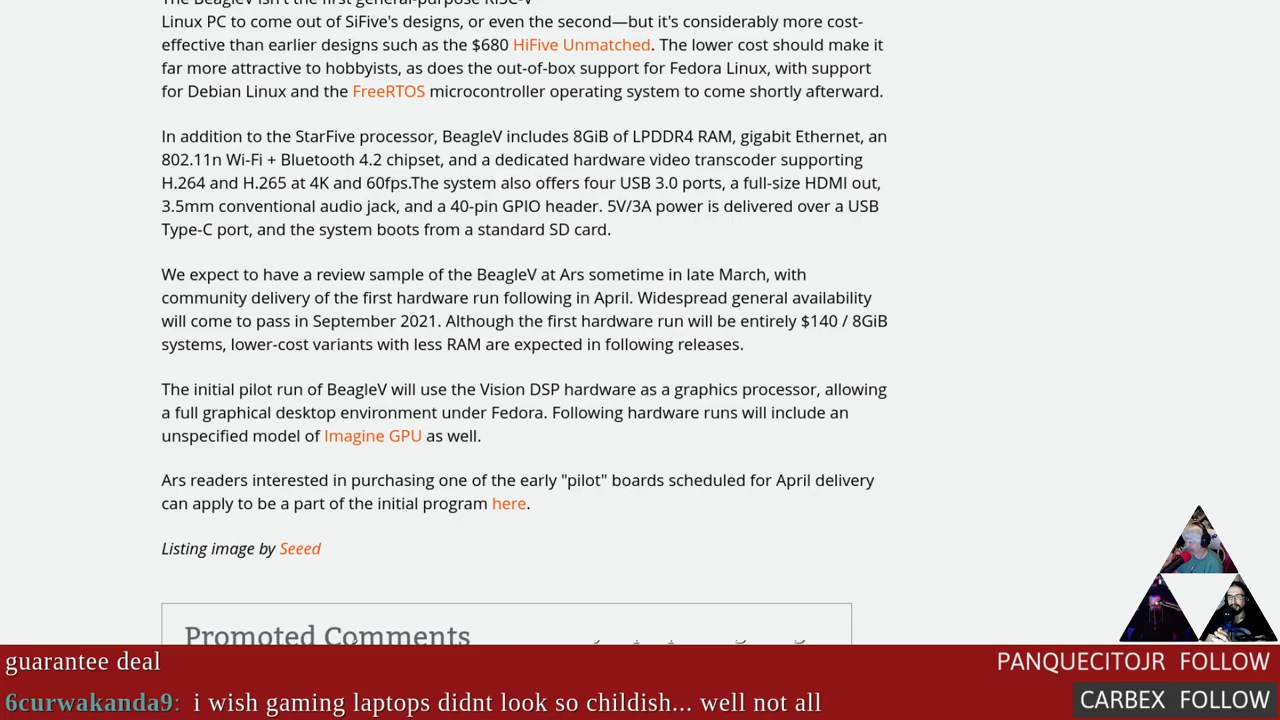 The BeagleV isn't the first general-purpose RISC-V
Linux PC to come out of SiFive's designs, or even the second—but it's considerably more cost-
effective than earlier designs such as the $680 HiFive Unmatched. The lower cost should make it
far more attractive to hobbyists, as does the out-of-box support for Fedora Linux, with support
for Debian Linux and the FreeRTOS microcontroller operating system to come shortly afterward.
In addition to the StarFive processor, BeagleV includes 8GiB of LPDDR4 RAM, gigabit Ethernet, an
802.11n Wi-Fi + Bluetooth 4.2 chipset, and a dedicated hardware video transcoder supporting
H.264 and H.265 at 4K and 60fps.The system also offers four USB 3.0 ports, a full-size HDMI out,
3.5mm conventional audio jack, and a 40-pin GPIO header. 5V/3A power is delivered over a USB
Type-C port, and the system boots from a standard SD card.
We expect to have a review sample of the BeagleV at Ars sometime in late March, with
community delivery of the first hardware run following in April. Widespread general availability
will come to pass in September 2021. Although the first hardware run will be entirely $140 / 8GiB
systems, lower-cost variants with less RAM are expected in following releases.
The initial pilot run of BeagleV will use the Vision DSP hardware as a graphics processor, allowing
a full graphical desktop environment under Fedora. Following hardware runs will include an
unspecified model of Imagine GPU as well.
Ars readers interested in purchasing one of the early "pilot" boards scheduled for April delivery
can apply to be a part of the initial program here.
Listing image by Seeed
Promoted Comments
guarantee deal
6curwakanda9: i wish gaming laptops didnt look so childish... well not all
PANQUECITOJR FOLLOW
CARBEX FOLLOW